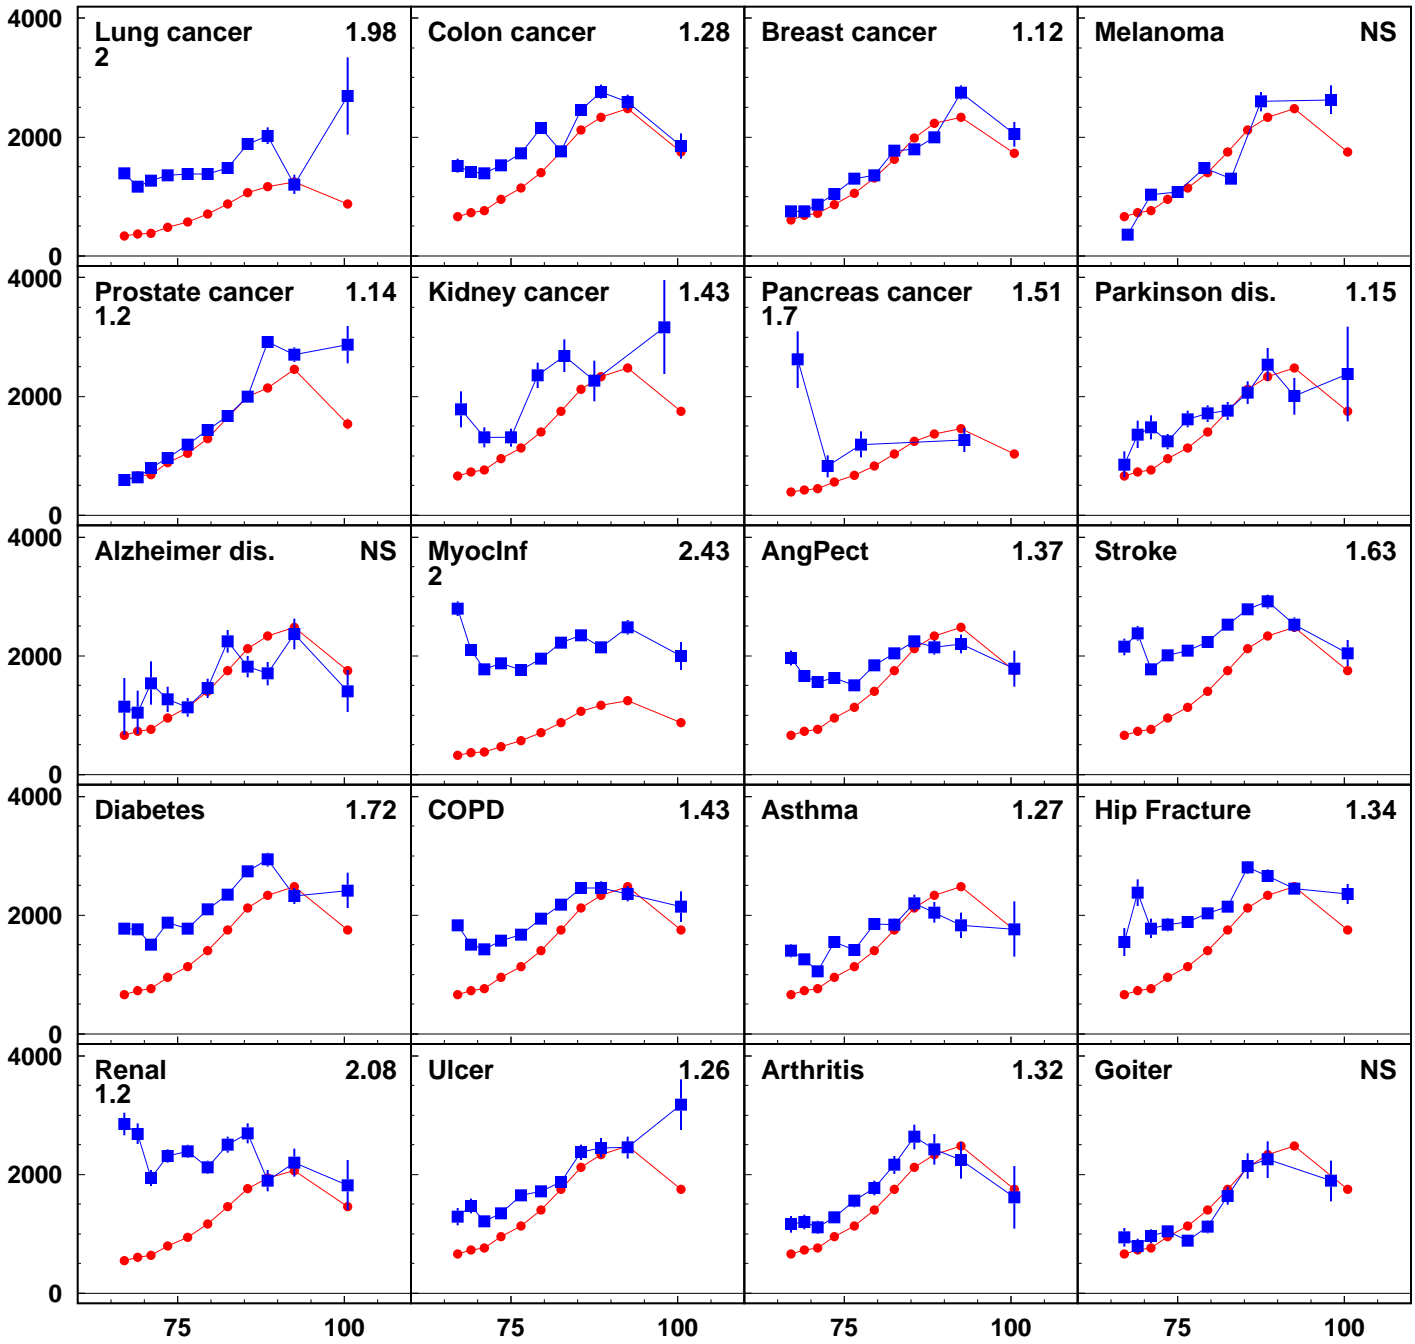 4000
Lung cancer 1.98
2
Colon cancer 1.28
Breast cancer 1.12
Melanoma NS
2000
0
4000
Prostate cancer 1.14
1.2
Kidney cancer 1.43
Pancreas cancer 1.51
1.7
Parkinson dis. 1.15
2000
0
4000
Alzheimer dis. NS
MyocInf 2.43
2
AngPect 1.37
Stroke 1.63
2000
0
4000
Diabetes 1.72
COPD 1.43
Asthma 1.27
Hip Fracture 1.34
2000
0
4000
Renal 2.08
1.2
Ulcer 1.26
Arthritis 1.32
Goiter NS
2000
0
75 100 75 100 75 100 75 100